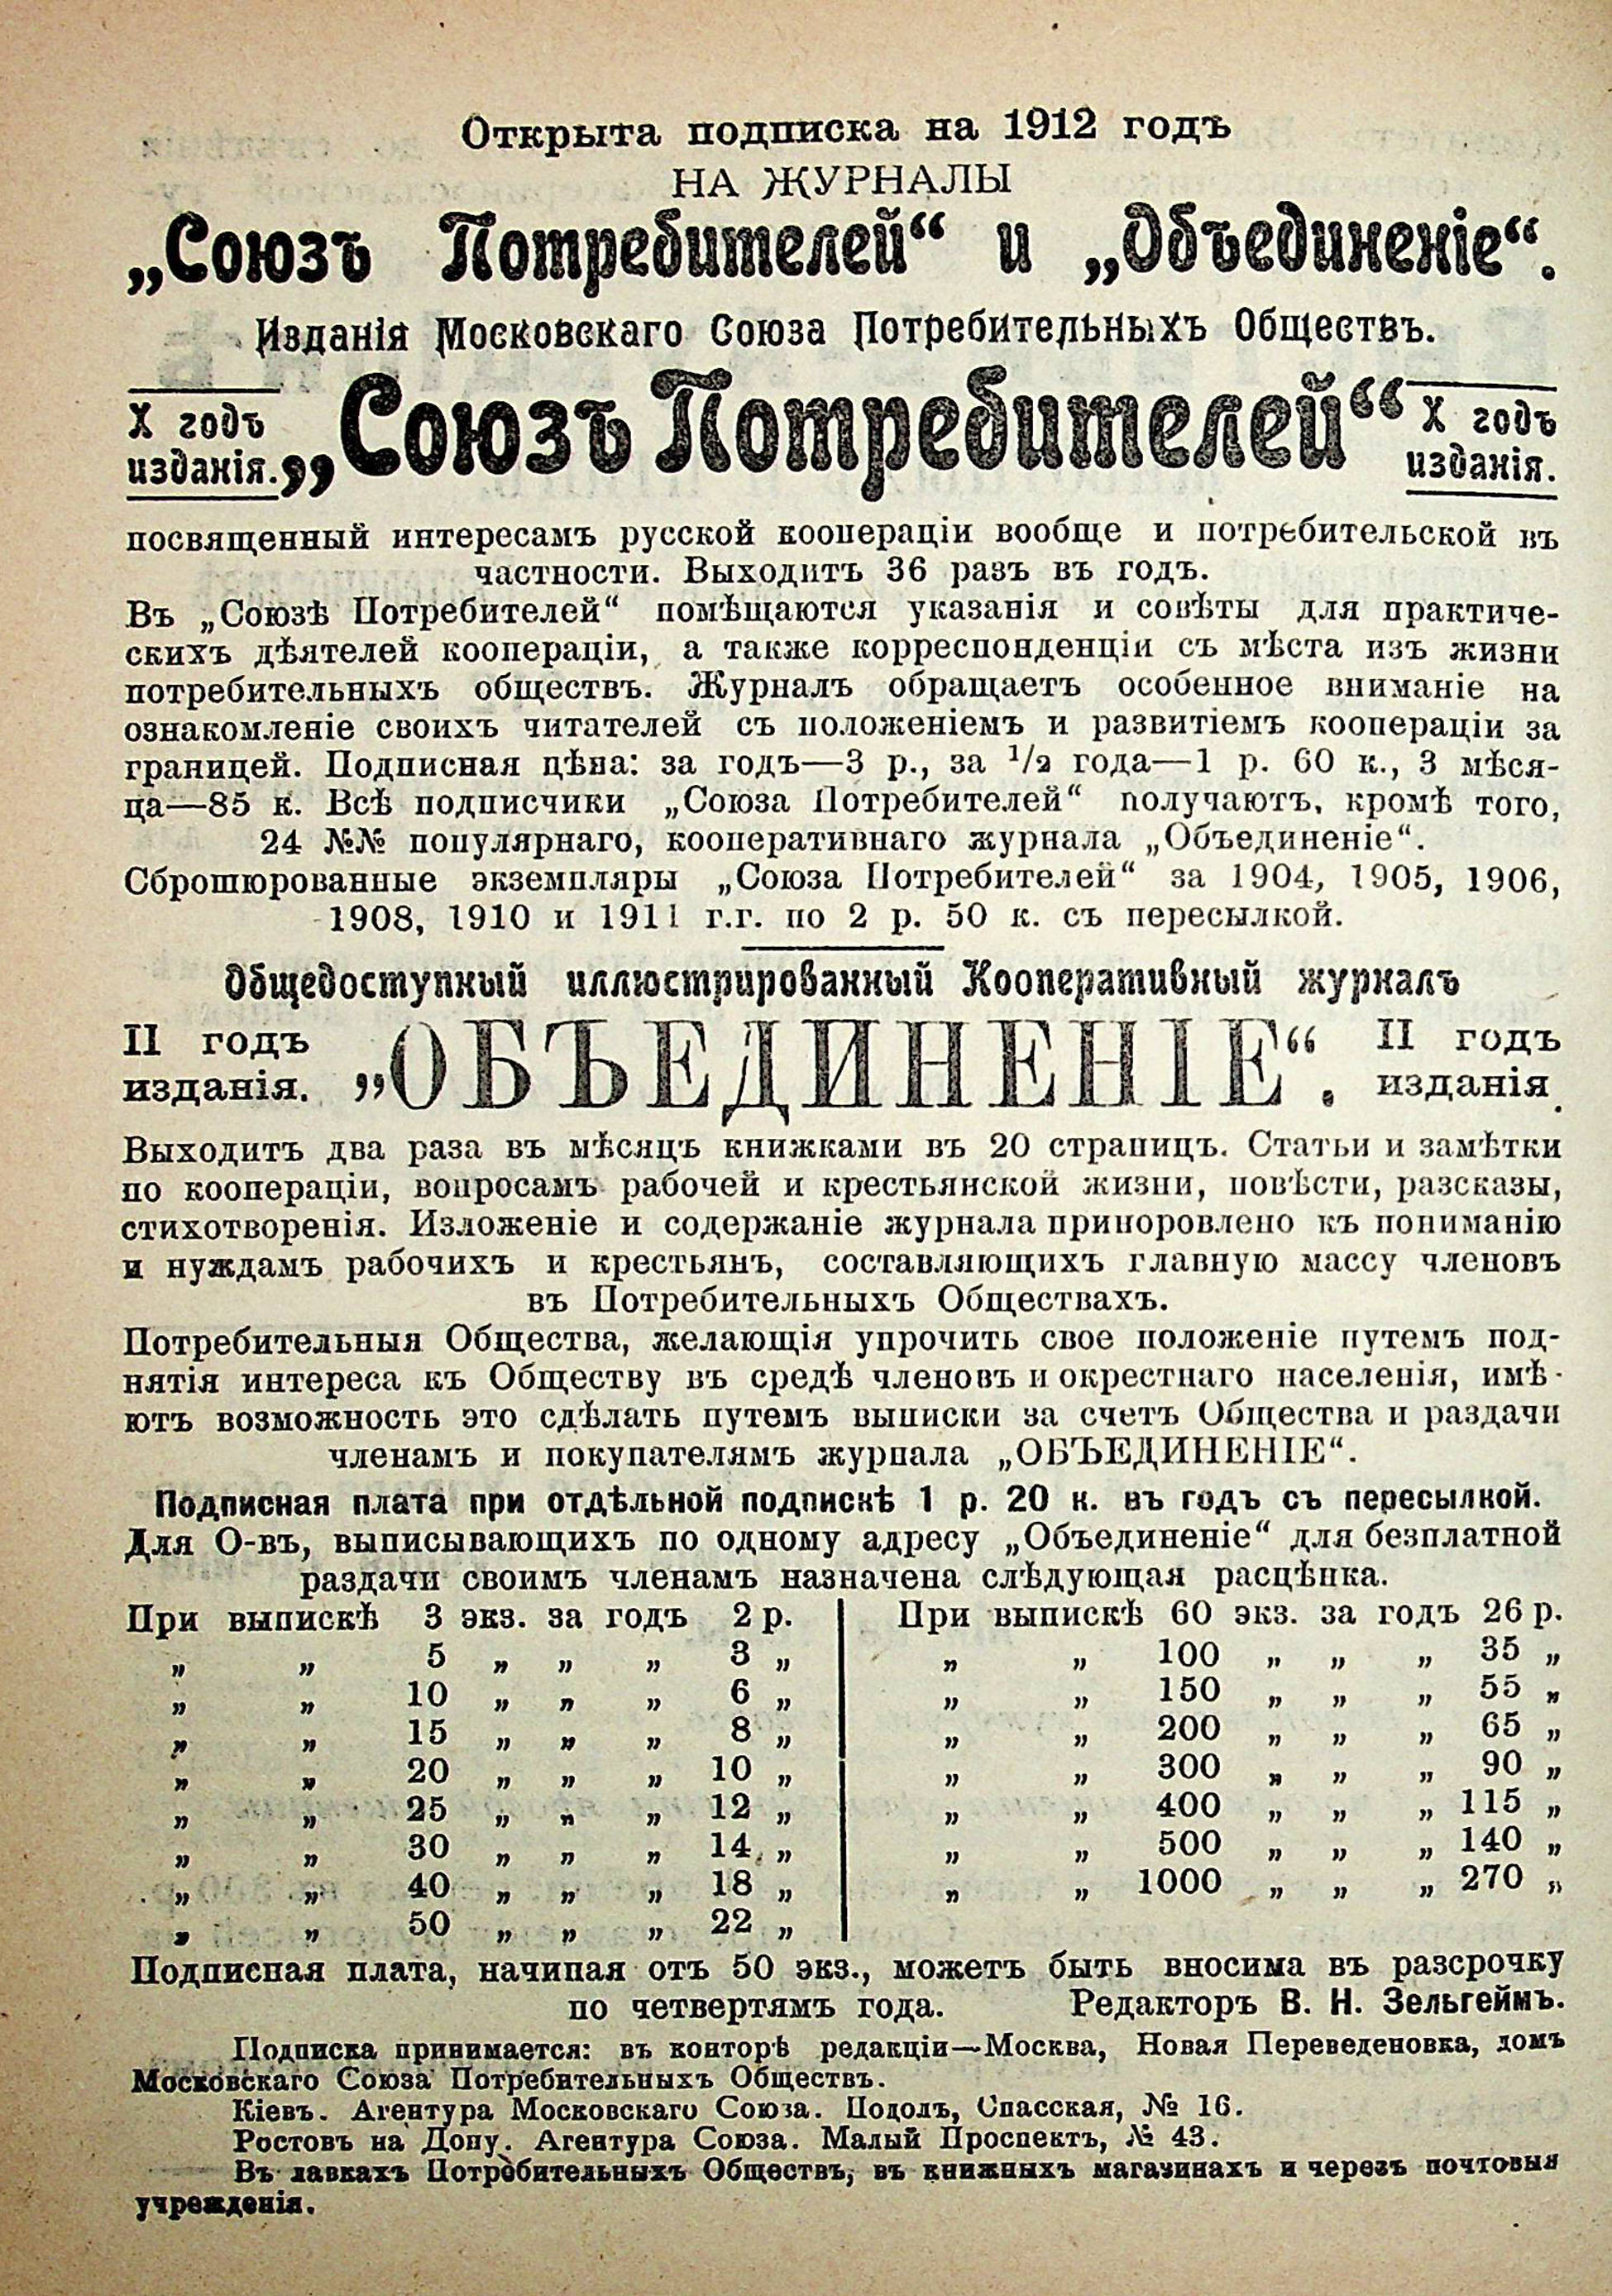 Открыта подписка на 1912 годъ
НА ЖУРНАЛЫ
„Союзъ Потребителей“ и „Объединеніе“.
Изданія Московскаго Союза Потребительныхъ Обществъ.
X годъ изданія. „Союзъ Потребителей“ X годъ изданія.
посвященный интересамъ русской коопераціи вообще и потребительской въ
частности. Выходитъ 36 разъ въ годъ.
Въ „Союзѣ Потребителей“ помѣщаются указанія и совѣты для практиче-
скихъ дѣятелей коопераціи, а также корреспонденціи съ мѣста изъ жизни
потребительныхъ обществъ. Журналъ обращаетъ особенное вниманіе на
ознакомленіе своихъ читателей съ положеніемъ и развитіемъ коопераціи за
границей. Подписная цѣна: за годъ—3 р., за 1/2 года—1 р. 60 к., 3 мѣся-
ца—85 к. Всѣ подписчики „Союза Потребителей“ получаютъ, кромѣ того,
24 №№ популярнаго, кооперативнаго журнала „Объединеніе“.
Сброшюрованные экземпляры „Союза Потребителей“ за 1904, 1905, 1906,
1908, 1910 и 1911 г.г. по 2 р. 50 к. съ пересылкой.
Общедоступный иллюстрированный Кооперативный журналъ
II годъ изданія. „ОБЪЕДИНЕНІЕ“. II годъ изданія.
Выходитъ два раза въ мѣсяцъ книжками въ 20 страницъ. Статьи и замѣтки
по коопераціи, вопросамъ рабочей и крестьянской жизни, повѣсти, разсказы,
стихотворенія. Изложеніе и содержаніе журнала приноровлено къ пониманію
и нуждамъ рабочихъ и крестьянъ, составляющихъ главную массу членовъ
въ Потребительныхъ Обществахъ.
Потребительныя Общества, желающія упрочить свое положеніе путемъ под-
нятія интереса къ Обществу въ средѣ членовъ и окрестнаго населенія, имѣ-
ютъ возможность это сдѣлать путемъ выписки за счетъ Общества и раздачи
членамъ и покупателямъ журнала „ОБЪЕДИНЕНІЕ“.
Подписная плата при отдѣльной подпискѣ 1 р. 20 к. въ годъ съ пересылкой.
Для О-въ, выписывающихъ по одному адресу „Объединеніе“ для безплатной
раздачи своимъ членамъ назначена слѣдующая расцѣнка.
При выпискѣ 3 экз. за годъ 2 р.
„ „ 5 „ „ „ 3 „
„ „ 10 „ „ „ 6 „
„ „ 15 „ „ „ 8 „
„ „ 20 „ „ „ 10 „
„ „ 25 „ „ „ 12 „
„ „ 30 „ „ „ 14 „
„ „ 40 „ „ „ 18 „
„ „ 50 „ „ „ 22 „
При выпискѣ 60 экз. за годъ 26 р.
„ „ 100 „ „ „ 35 „
„ „ 150 „ „ „ 55 „
„ „ 200 „ „ „ 65 „
„ „ 300 „ „ „ 90 „
„ „ 400 „ „ „ 115 „
„ „ 500 „ „ „ 140 „
„ „ 1000 „ „ „ 270 „
Подписная плата, начиная отъ 50 экз., можетъ быть вносима въ разсрочку
по четвертямъ года. Редакторъ В. Н. Зельгеймъ.
Подписка принимается: въ конторѣ редакціи—Москва, Новая Переведеновка, домъ
Московскаго Союза Потребительныхъ Обществъ.
Кіевъ. Агентура Московскаго Союза. Подолъ, Спасская, № 16.
Ростовъ на Дону. Агентура Союза. Малый Проспектъ, № 43.
Въ лавкахъ Потребительныхъ Обществъ, въ книжныхъ магазинахъ и черезъ почтовыя
учрежденія.